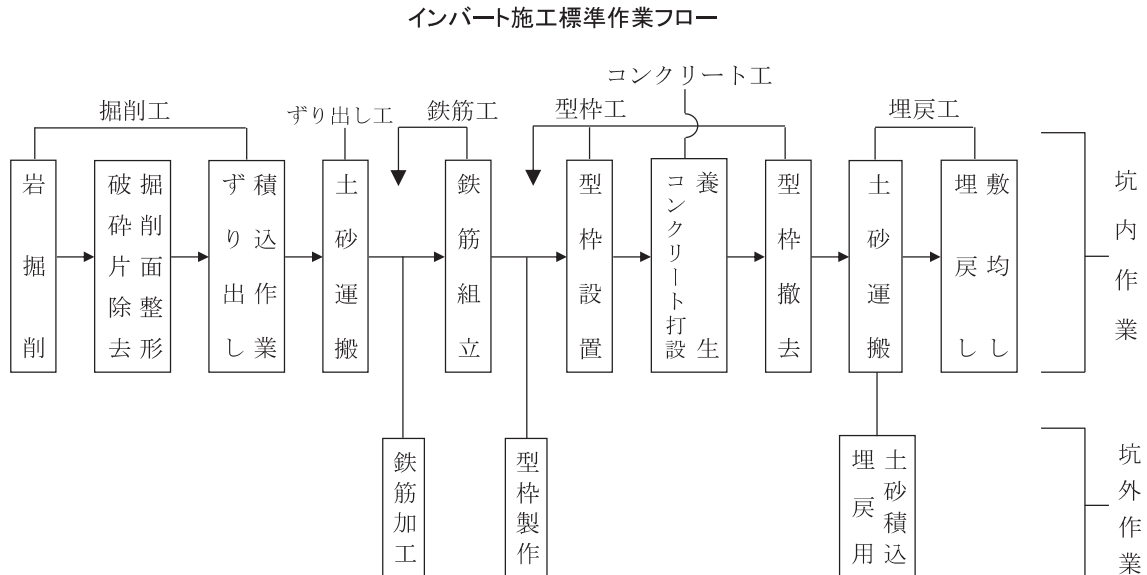 インバート施工標準作業フロー
コンクリート工
掘削工
ずり出し工
鉄筋工
型枠工
埋戻工
岩掘削
掘削面整形
破砕片除去
積込作業
ずり出し
土砂運搬
鉄筋組立
型枠設置
養生
コンクリート打設
型枠撤去
土砂運搬
敷均し
埋戻し
坑内作業
鉄筋加工
型枠製作
土砂積込
埋戻用
坑外作業